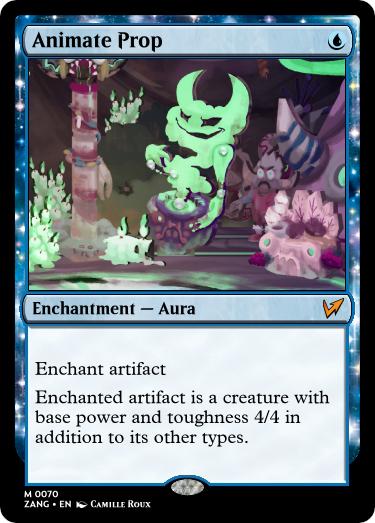 Animate Prop
Enchantment — Aura
Enchant artifact
Enchanted artifact is a creature with
base power and toughness 4/4 in
addition to its other types.
M 0070
ZANG • EN Camille Roux